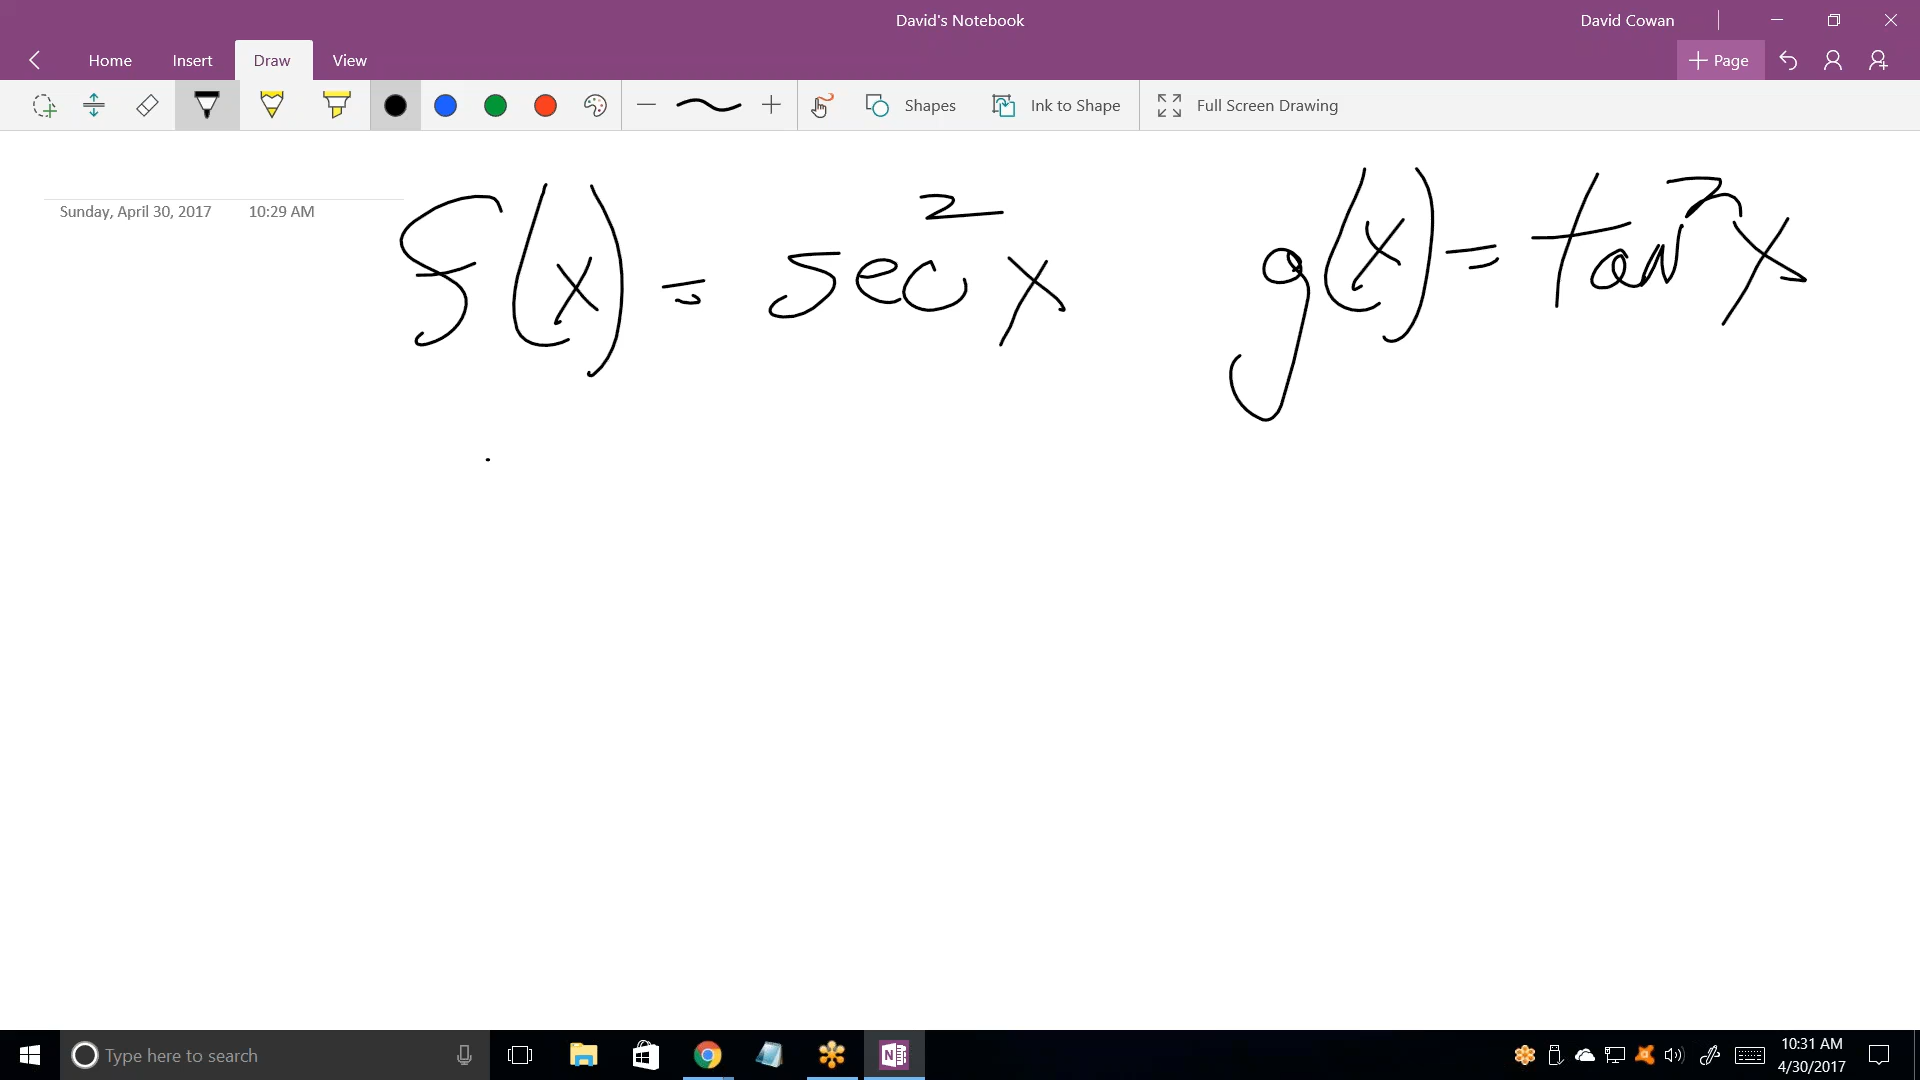 David's Notebook
David Cowan
Home Insert Draw View
Page
Shapes Ink to Shape Full Screen Drawing
Sunday, April 30, 2017 10:29 AM
f(x) = sec²x g(x) = tan²x
Type here to search
N
10:31 AM
4/30/2017